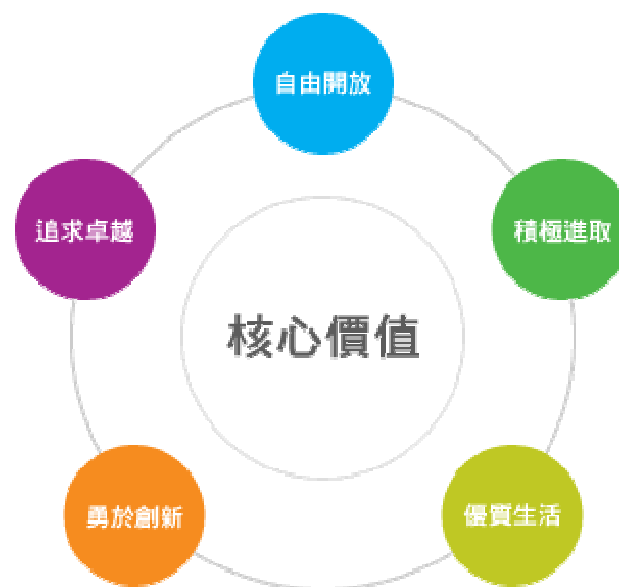 自由開放
追求卓越
積極進取
核心價值
勇於創新
優質生活